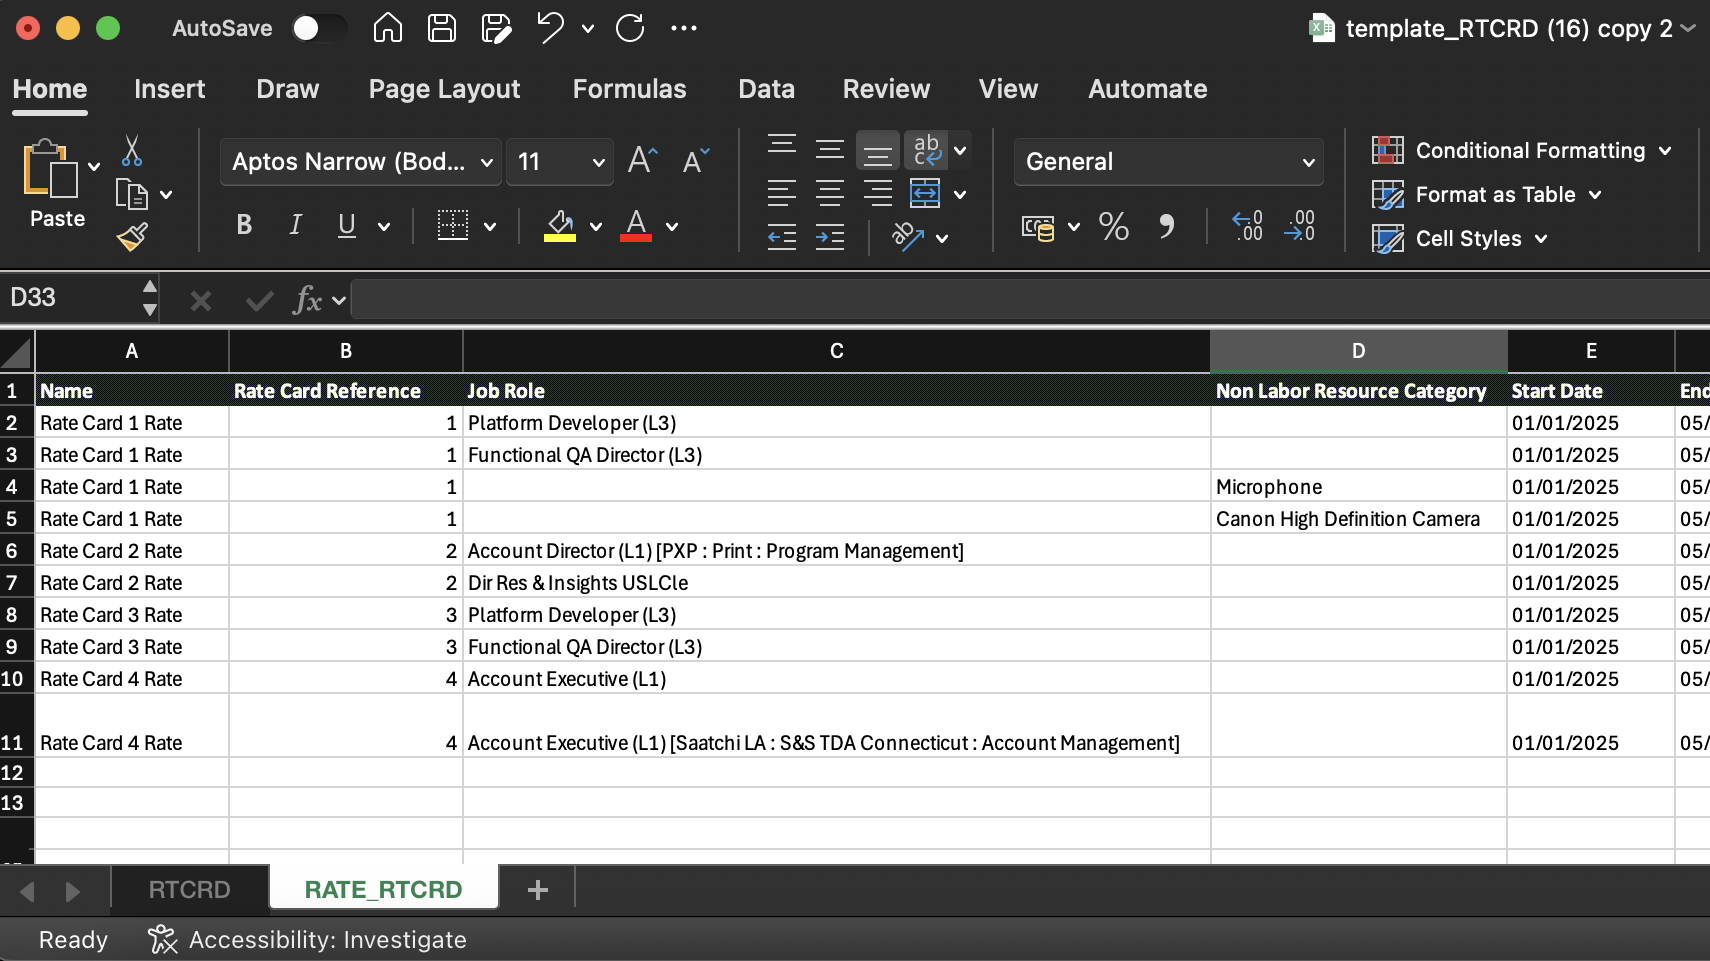 AutoSave
template_RTCRD (16) copy 2
Home Insert Draw Page Layout Formulas Data Review View Automate
Paste
Aptos Narrow (Bod... 11
General
Conditional Formatting
Format as Table
Cell Styles
D33
fx
A B C D E
1 Name Rate Card Reference Job Role Non Labor Resource Category Start Date End
2 Rate Card 1 Rate 1 Platform Developer (L3) 01/01/2025 05/
3 Rate Card 1 Rate 1 Functional QA Director (L3) 01/01/2025 05/
4 Rate Card 1 Rate 1 Microphone 01/01/2025 05/
5 Rate Card 1 Rate 1 Canon High Definition Camera 01/01/2025 05/
6 Rate Card 2 Rate 2 Account Director (L1) [PXP : Print : Program Management] 01/01/2025 05/
7 Rate Card 2 Rate 2 Dir Res & Insights USLCle 01/01/2025 05/
8 Rate Card 3 Rate 3 Platform Developer (L3) 01/01/2025 05/
9 Rate Card 3 Rate 3 Functional QA Director (L3) 01/01/2025 05/
10 Rate Card 4 Rate 4 Account Executive (L1) 01/01/2025 05/
11 Rate Card 4 Rate 4 Account Executive (L1) [Saatchi LA : S&S TDA Connecticut : Account Management] 01/01/2025 05/
12
13
RTCRD RATE_RTCRD +
Ready Accessibility: Investigate